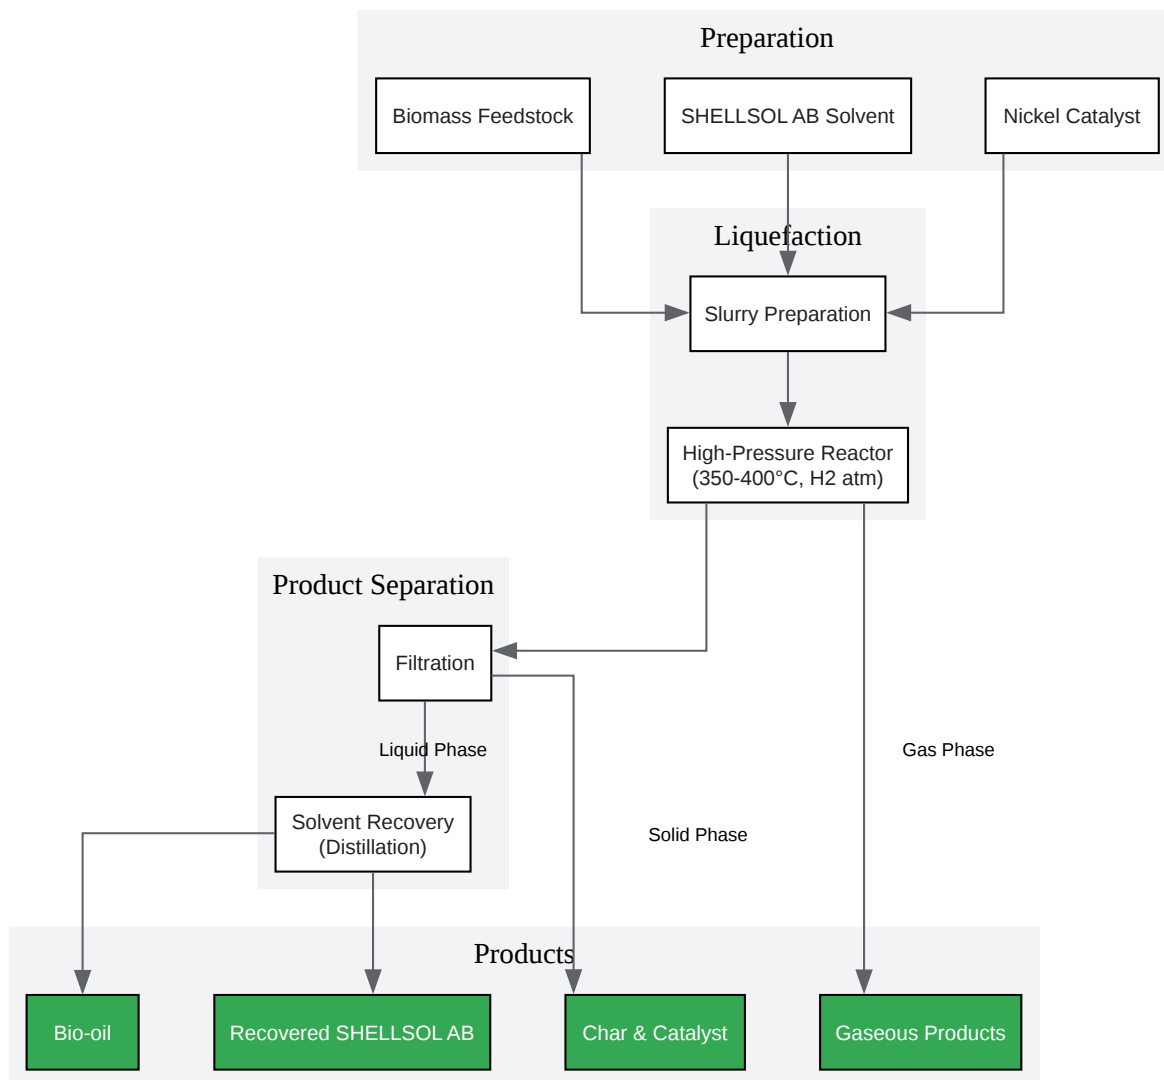 Preparation
Biomass Feedstock
SHELLSOL AB Solvent
Nickel Catalyst
Liquefaction
Slurry Preparation
High-Pressure Reactor
(350-400°C, H2 atm)
Product Separation
Filtration
Liquid Phase
Gas Phase
Solvent Recovery
(Distillation)
Solid Phase
Products
Bio-oil
Recovered SHELLSOL AB
Char & Catalyst
Gaseous Products